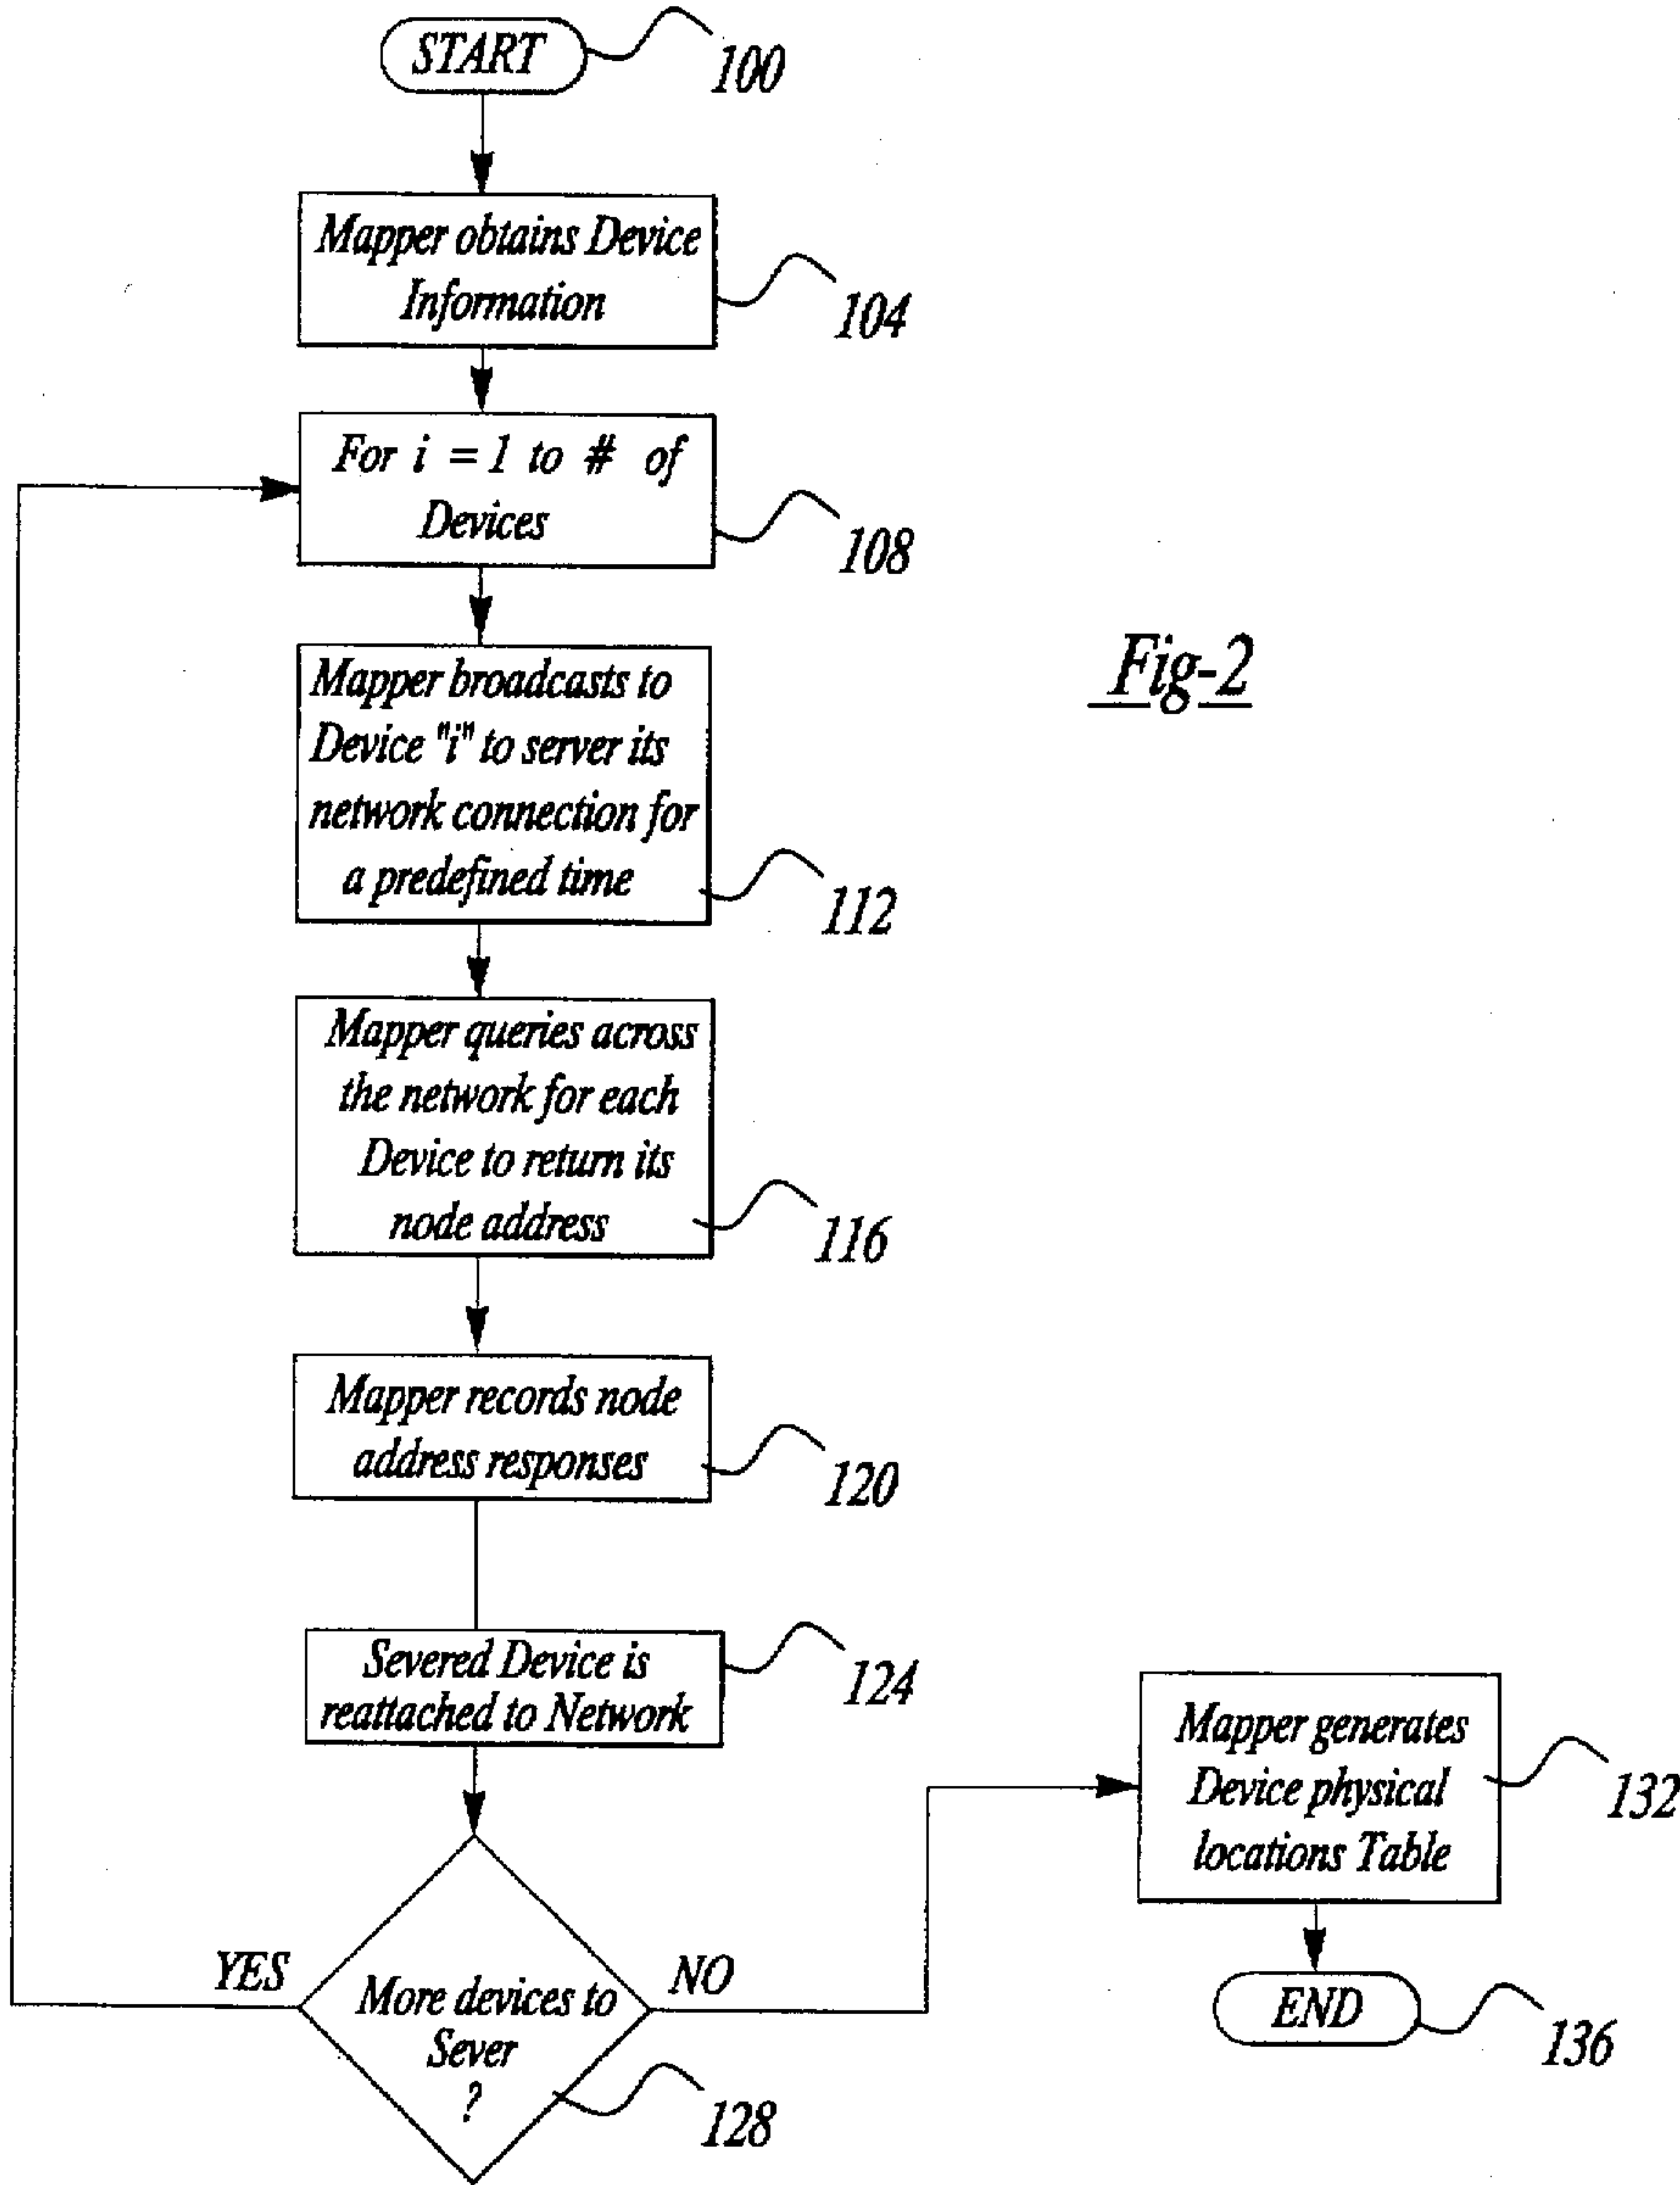 START
100
Mapper obtains Device
Information
104
For i = 1 to # of
Devices
108
Fig-2
Mapper broadcasts to
Device "i" to server its
network connection for
a predefined time
112
Mapper queries across
the network for each
Device to return its
node address
116
Mapper records node
address responses
120
Severed Device is
reattached to Network
124
YES
NO
More devices to
Sever
?
128
Mapper generates
Device physical
locations Table
132
END
136